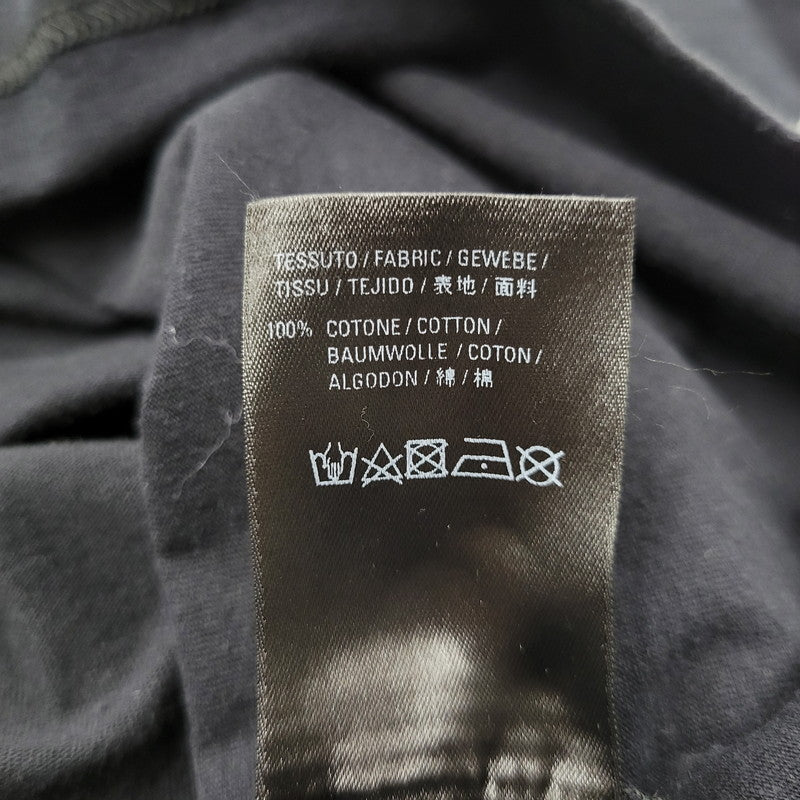 TESSUTO / FABRIC / GEWEBE /
TISSU / TEJIDO / 表地 / 面料
100% COTONE / COTTON /
BAUMWOLLE / COTON /
ALGODON / 綿 / 棉